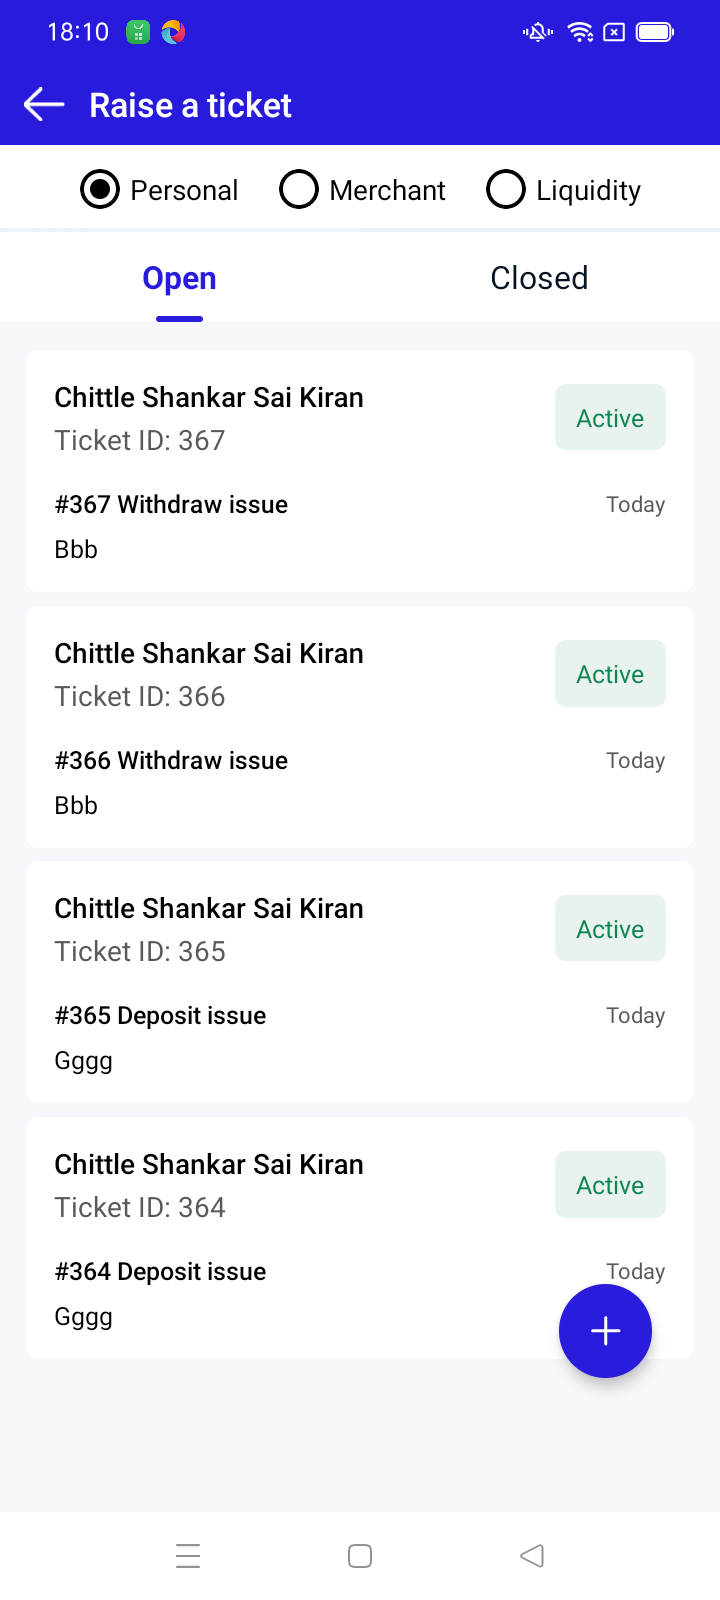 18:10
Raise a ticket
Personal Merchant Liquidity
Open Closed
Chittle Shankar Sai Kiran
Active
Ticket ID: 367
#367 Withdraw issue Today
Bbb
Chittle Shankar Sai Kiran
Active
Ticket ID: 366
#366 Withdraw issue Today
Bbb
Chittle Shankar Sai Kiran
Active
Ticket ID: 365
#365 Deposit issue Today
Gggg
Chittle Shankar Sai Kiran
Active
Ticket ID: 364
#364 Deposit issue Today
Gggg